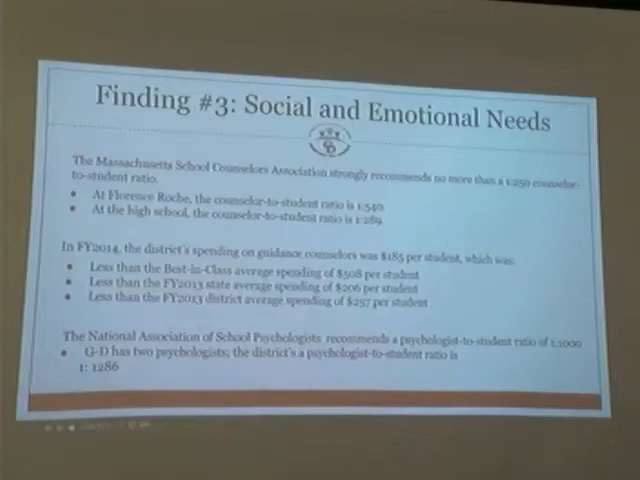 Finding #3: Social and Emotional Needs
The Massachusetts School Counselors Association strongly recommends no more than a 1:250 counselor-
to-student ratio.
• At Florence Roche, the counselor-to-student ratio is 1:540.
• At the high school, the counselor-to-student ratio is 1:289.
In FY2014, the district's spending on guidance counselors was $185 per student, which was:
• Less than the Best-in-Class average spending of $508 per student
• Less than the FY2013 state average spending of $206 per student
• Less than the FY2013 district average spending of $257 per student
The National Association of School Psychologists recommends a psychologist-to-student ratio of 1:1000
• G-D has two psychologists; the district's a psychologist-to-student ratio is
1: 1286